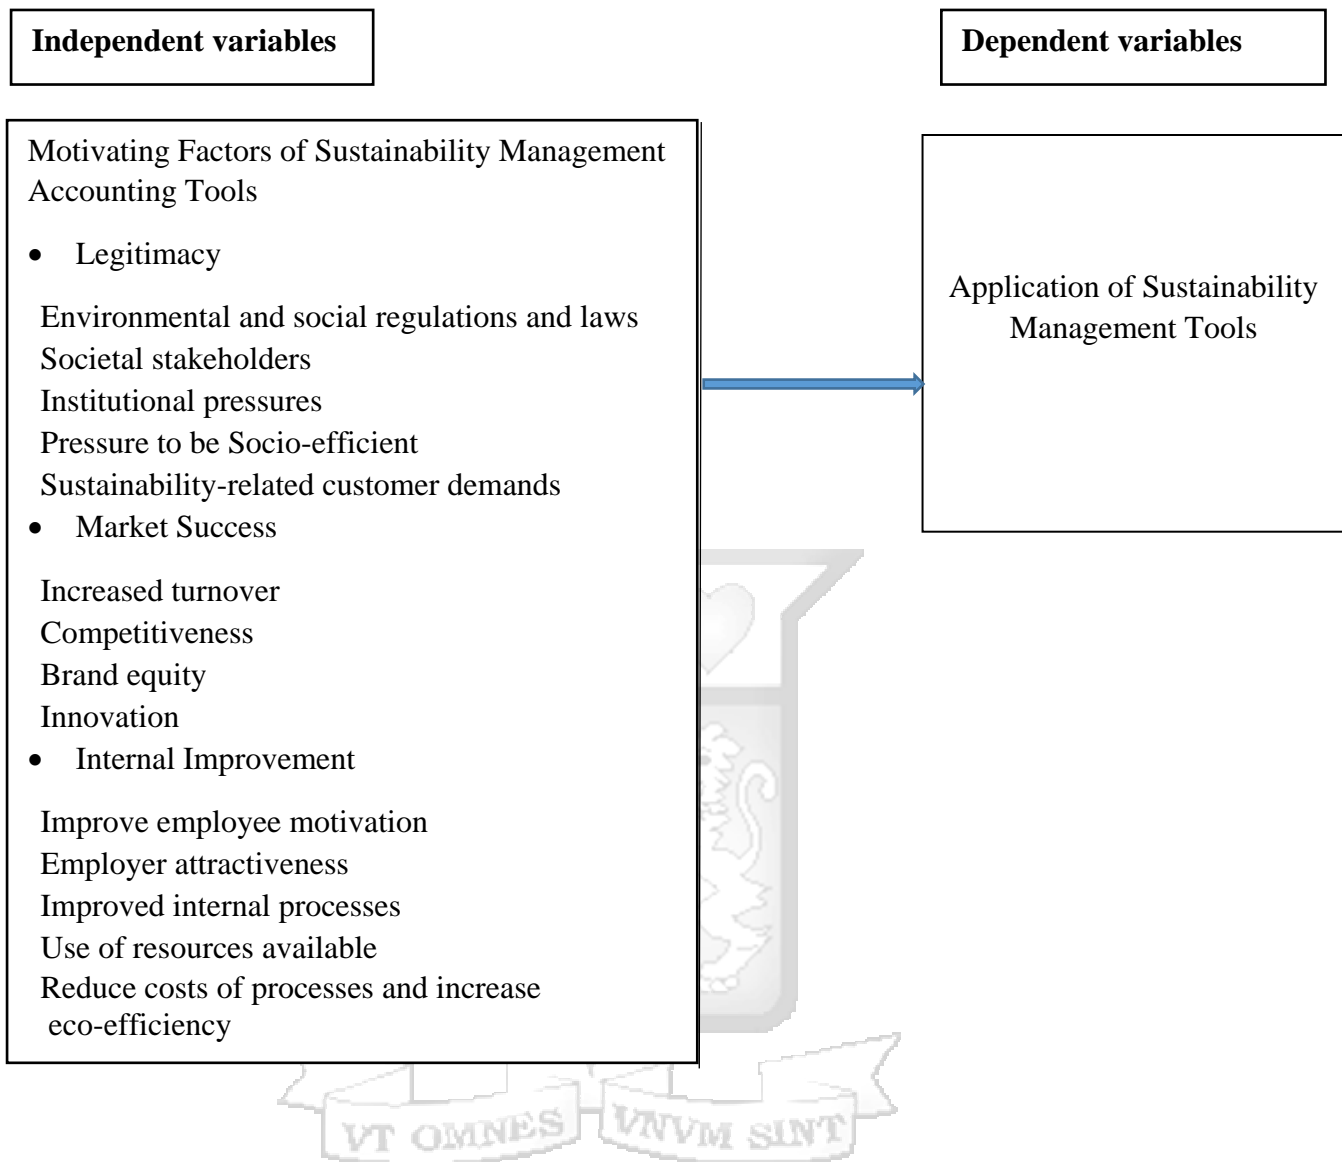 Independent variables
Dependent variables
Motivating Factors of Sustainability Management
Accounting Tools
• Legitimacy
Environmental and social regulations and laws
Societal stakeholders
Institutional pressures
Pressure to be Socio-efficient
Sustainability-related customer demands
• Market Success
Increased turnover
Competitiveness
Brand equity
Innovation
• Internal Improvement
Improve employee motivation
Employer attractiveness
Improved internal processes
Use of resources available
Reduce costs of processes and increase
eco-efficiency
Application of Sustainability
Management Tools
VT OMNES VNVM SINT